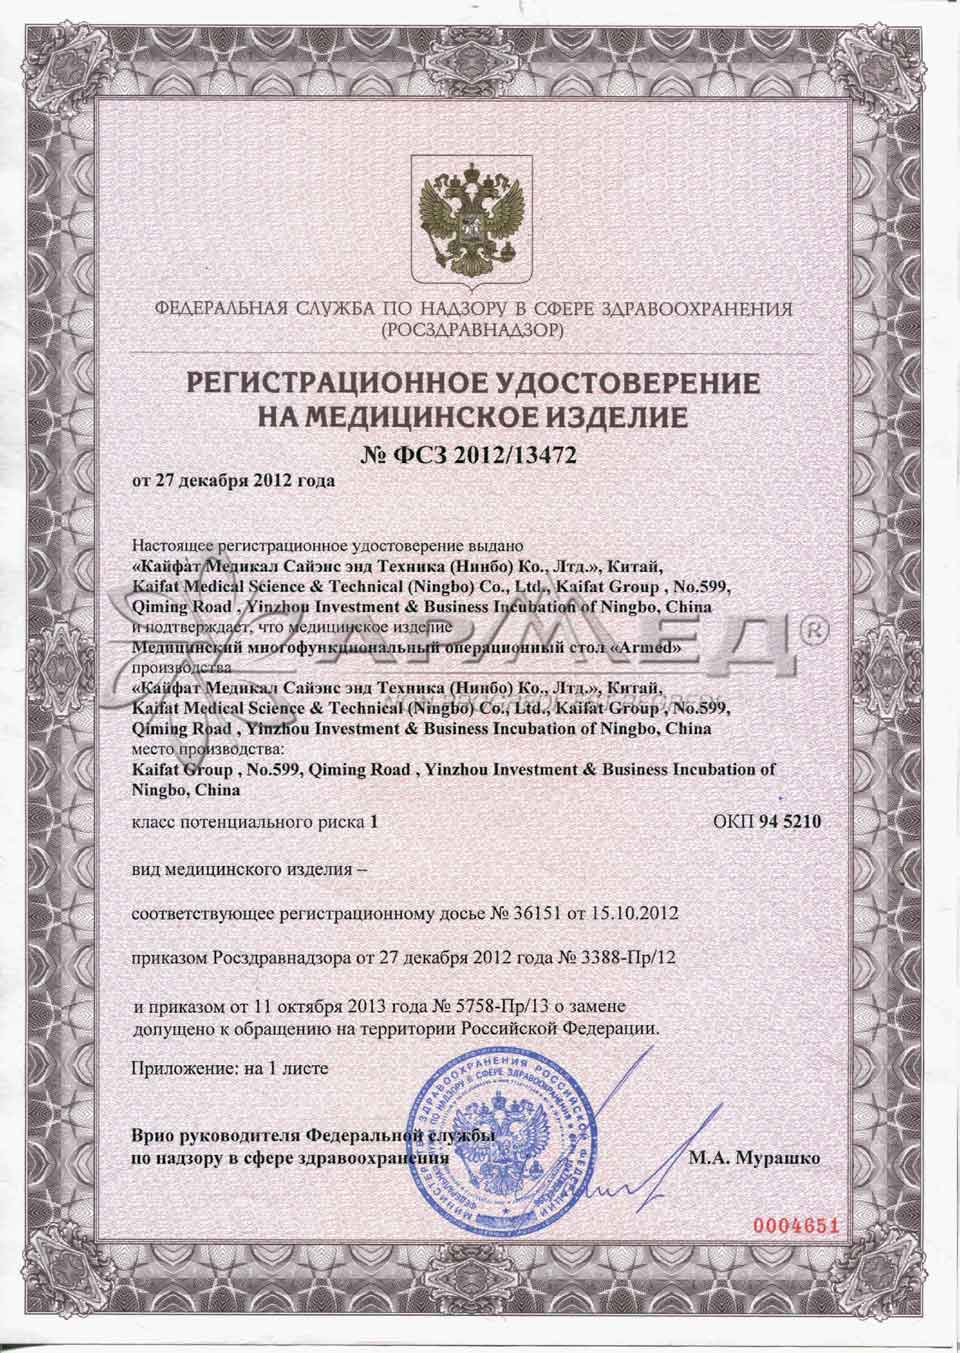 ФЕДЕРАЛЬНАЯ СЛУЖБА ПО НАДЗОРУ В СФЕРЕ ЗДРАВООХРАНЕНИЯ
(РОСЗДРАВНАДЗОР)
РЕГИСТРАЦИОННОЕ УДОСТОВЕРЕНИЕ
НА МЕДИЦИНСКОЕ ИЗДЕЛИЕ
№ ФСЗ 2012/13472
от 27 декабря 2012 года
Настоящее регистрационное удостоверение выдано
«Кайфат Медикал Сайэнс энд Техника (Нинбо) Ко., Лтд.», Китай,
Kaifat Medical Science & Technical (Ningbo) Co., Ltd., Kaifat Group , No.599,
Qiming Road , Yinzhou Investment & Business Incubation of Ningbo, China
и подтверждает, что медицинское изделие
АРМЕД®
Медицинский многофункциональный операционный стол «Armed»
производства
«Кайфат Медикал Сайэнс энд Техника (Нинбо) Ко., Лтд.», Китай,
Kaifat Medical Science & Technical (Ningbo) Co., Ltd., Kaifat Group , No.599,
Qiming Road , Yinzhou Investment & Business Incubation of Ningbo, China
место производства:
Kaifat Group , No.599, Qiming Road , Yinzhou Investment & Business Incubation of
Ningbo, China
класс потенциального риска 1 ОКП 94 5210
вид медицинского изделия –
соответствующее регистрационному досье № 36151 от 15.10.2012
приказом Росздравнадзора от 27 декабря 2012 года № 3388-Пр/12
и приказом от 11 октября 2013 года № 5758-Пр/13 о замене
допущено к обращению на территории Российской Федерации.
Приложение: на 1 листе
Врио руководителя Федеральной службы
по надзору в сфере здравоохранения М.А. Мурашко
МИНИСТЕРСТВО ЗДРАВООХРАНЕНИЯ РОССИЙСКОЙ ФЕДЕРАЦИИ
0004651